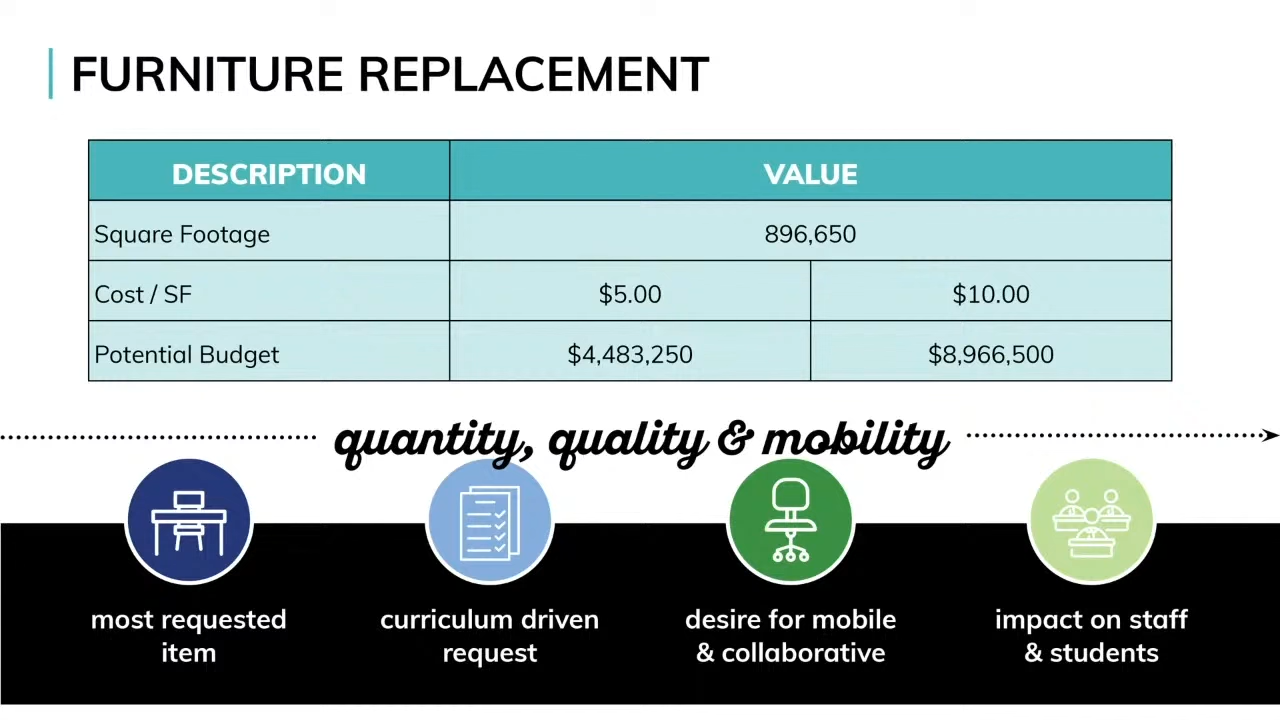 FURNITURE REPLACEMENT
DESCRIPTION VALUE
Square Footage 896,650
Cost / SF $5.00 $10.00
Potential Budget $4,483,250 $8,966,500
quantity, quality & mobility
most requested
item
curriculum driven
request
desire for mobile
& collaborative
impact on staff
& students